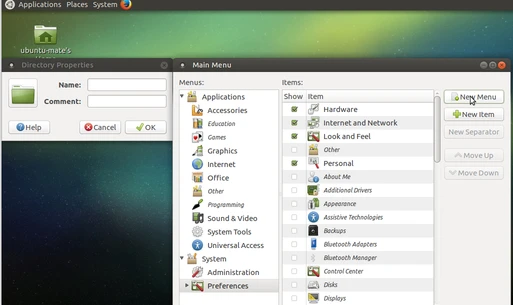 Applications Places System
ubuntu-mate's
Directory Properties
Name:
Comment:
Help
Cancel
OK
Main Menu
Menus:
Applications
Accessories
Education
Games
Graphics
Internet
Office
Other
Programming
Sound & Video
System Tools
Universal Access
System
Administration
Preferences
Items:
Show Item
Hardware
Internet and Network
Look and Feel
Other
Personal
About Me
Additional Drivers
Appearance
Assistive Technologies
Backups
Bluetooth Adapters
Bluetooth Manager
Control Center
Disks
Displays
New Menu
New Item
New Separator
Move Up
Move Down